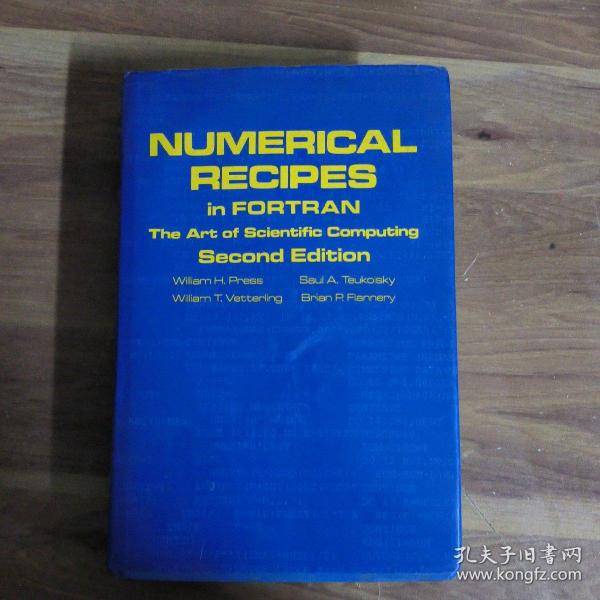 NUMERICAL
RECIPES
in FORTRAN
The Art of Scientific Computing
Second Edition
William H. Press Saul A. Teukolsky
William T. Vetterling Brian P. Flannery
孔夫子旧書网
www.kongfz.com